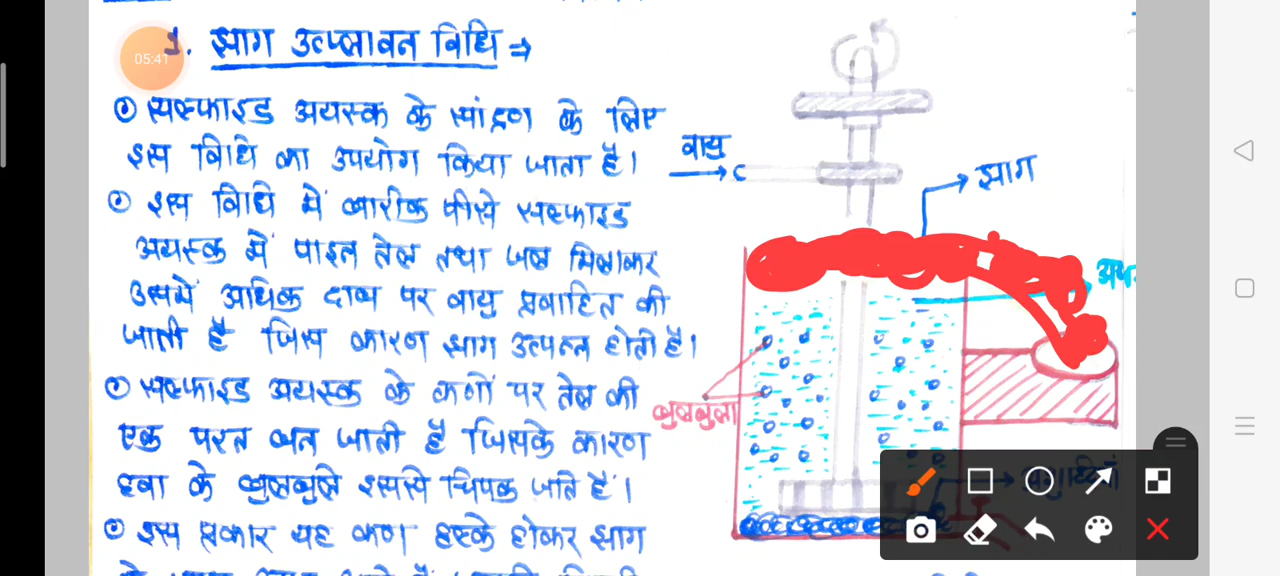 05:41
1. झाग उत्प्लावन विधि ⇒
सल्फाइड अयस्क के सांद्रण के लिए
इस विधि का उपयोग किया जाता है।
इस विधि में बारीक पीसे सल्फाइड
अयस्क में पाइन तेल तथा जल मिलाकर
उसमें अधिक दाब पर वायु प्रवाहित की
जाती है जिस कारण झाग उत्पन्न होती है।
सल्फाइड अयस्क के कणों पर तेल की
एक परत बन जाती है जिसके कारण
हवा के बुलबुले इससे चिपक जाते हैं।
इस प्रकार यह कण हल्के होकर झाग
वायु
झाग
बुलबुला